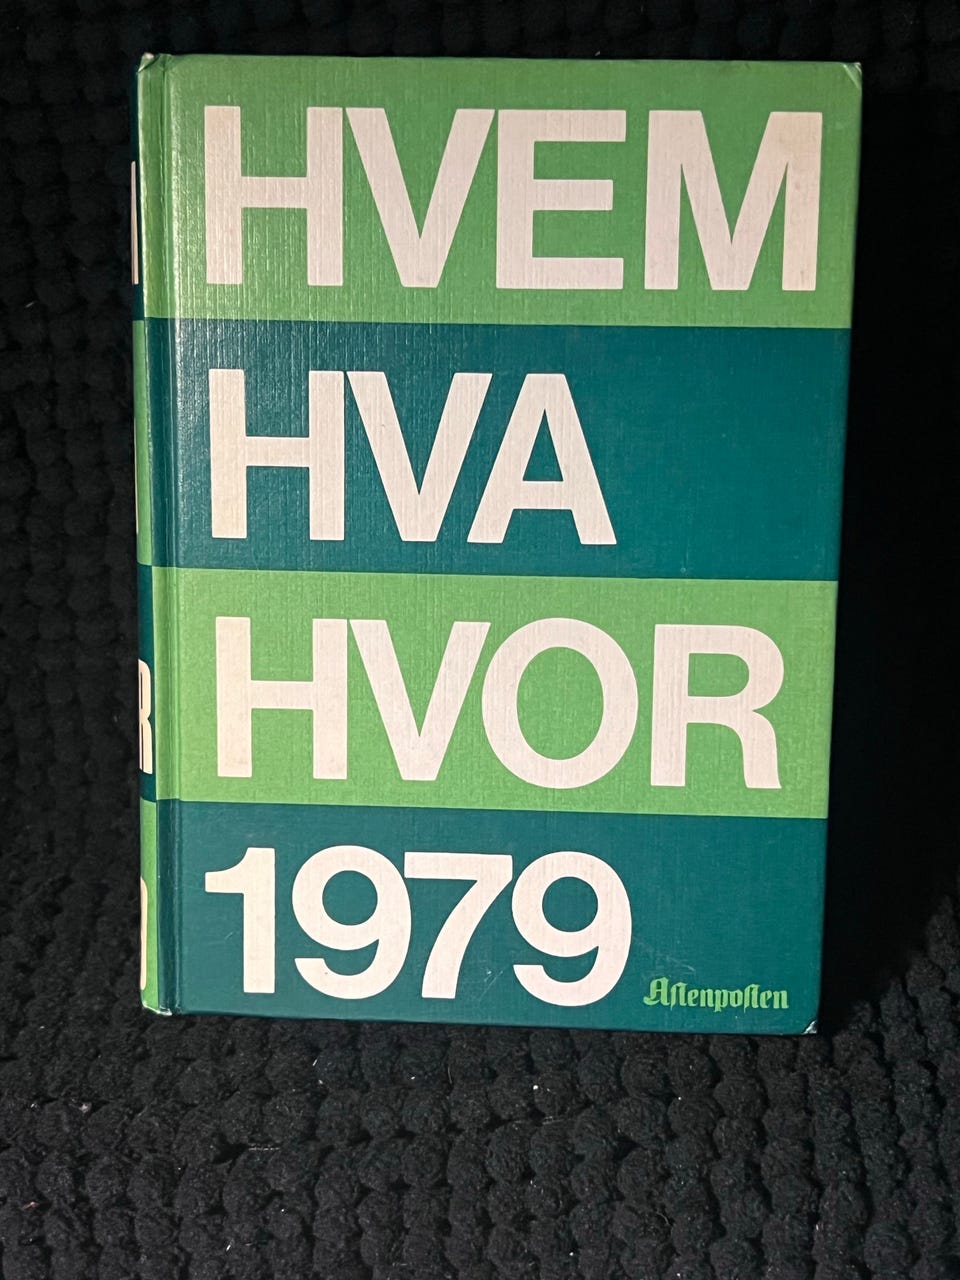 HVEM
HVA
HVOR
1979
Aftenposten